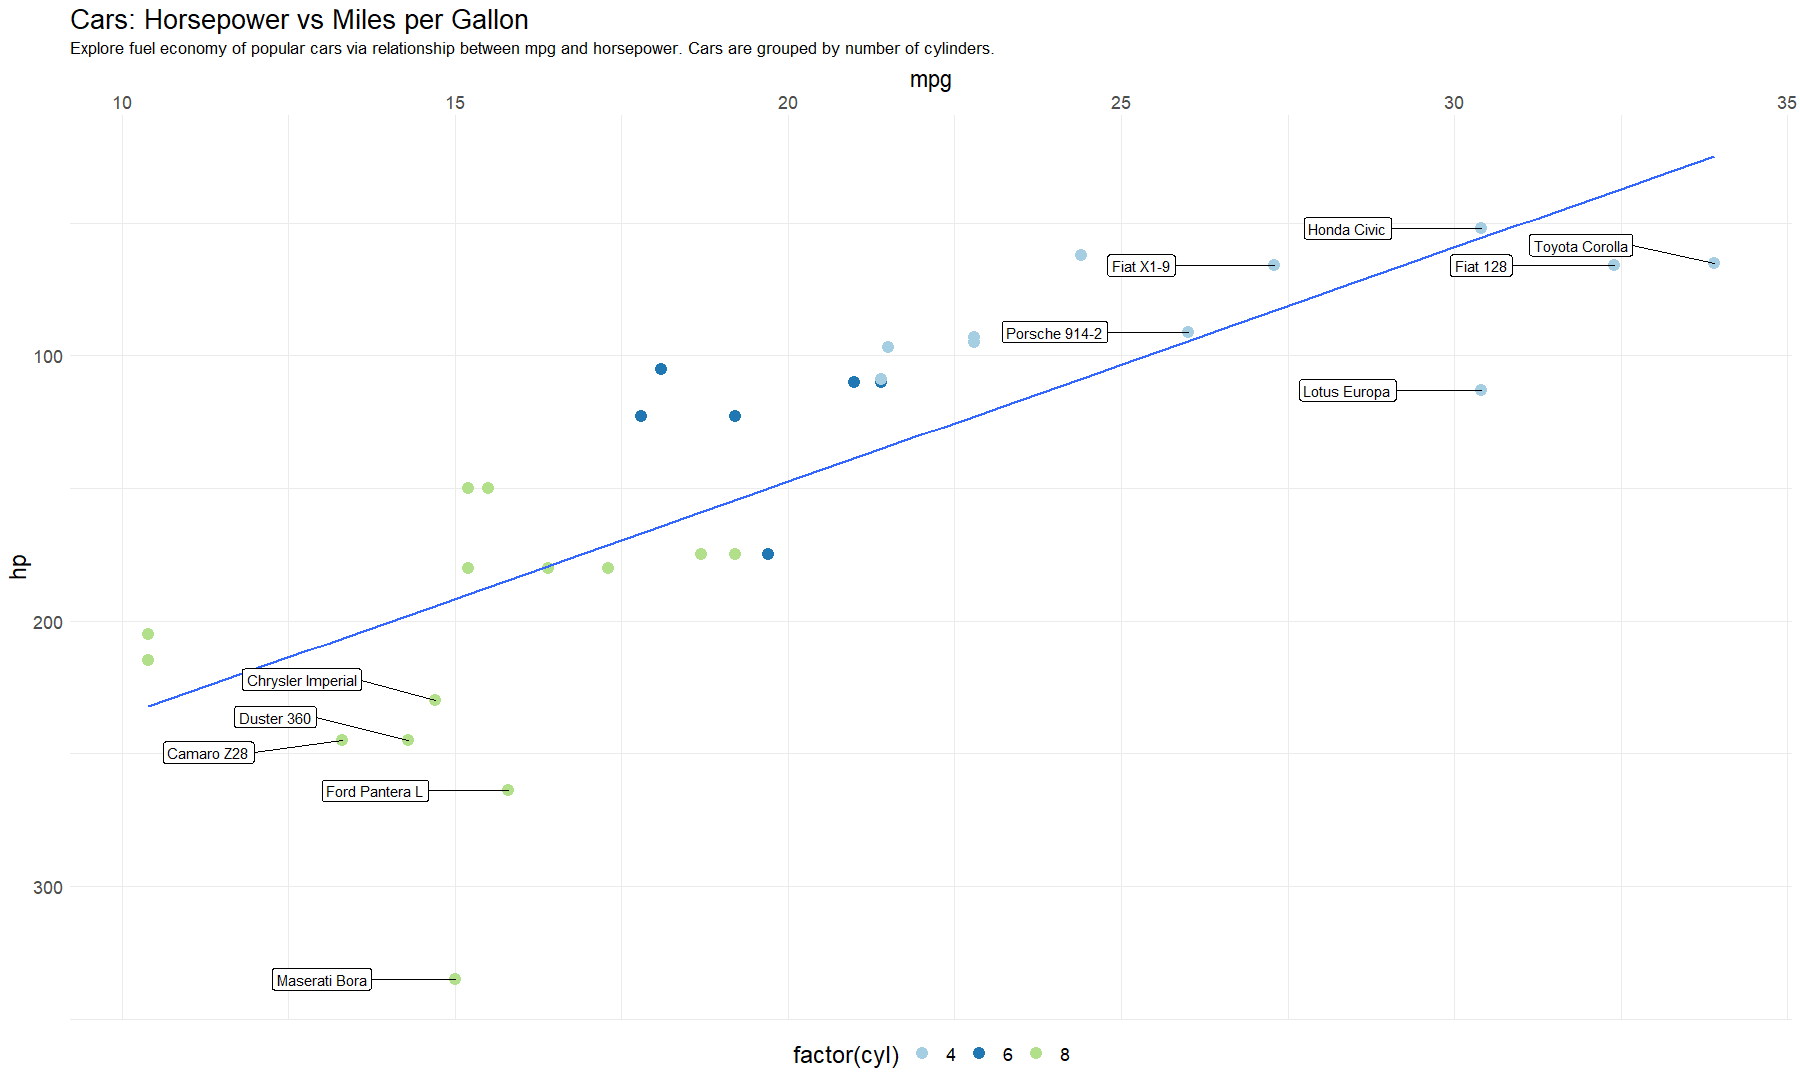 Cars: Horsepower vs Miles per Gallon
Explore fuel economy of popular cars via relationship between mpg and horsepower. Cars are grouped by number of cylinders.
mpg
10 15 20 25 30 35
Honda Civic
Toyota Corolla
Fiat X1-9
Fiat 128
Porsche 914-2
100
Lotus Europa
hp
200
Chrysler Imperial
Duster 360
Camaro Z28
Ford Pantera L
300
Maserati Bora
factor(cyl) 4 6 8